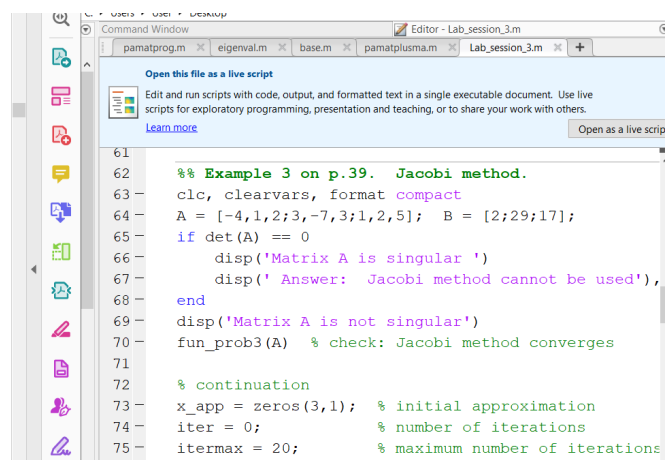 C: › Users › User › Desktop
Command Window
Editor - Lab_session_3.m
pamatprog.m × eigenval.m × base.m × pamatplusma.m × Lab_session_3.m × +
Open this file as a live script
Edit and run scripts with code, output, and formatted text in a single executable document. Use live
scripts for exploratory programming, presentation and teaching, or to share your work with others.
Learn more
Open as a live scrip
61
62 %% Example 3 on p.39.  Jacobi method.
63 – clc, clearvars, format compact
64 – A = [-4,1,2;3,-7,3;1,2,5];  B = [2;29;17];
65 – if det(A) == 0
66 –     disp('Matrix A is singular ')
67 –     disp(' Answer:  Jacobi method cannot be used'),
68 – end
69 – disp('Matrix A is not singular')
70 – fun_prob3(A)  % check: Jacobi method converges
71
72 % continuation
73 – x_app = zeros(3,1);  % initial approximation
74 – iter = 0;            % number of iterations
75 – itermax = 20;        % maximum number of iterations